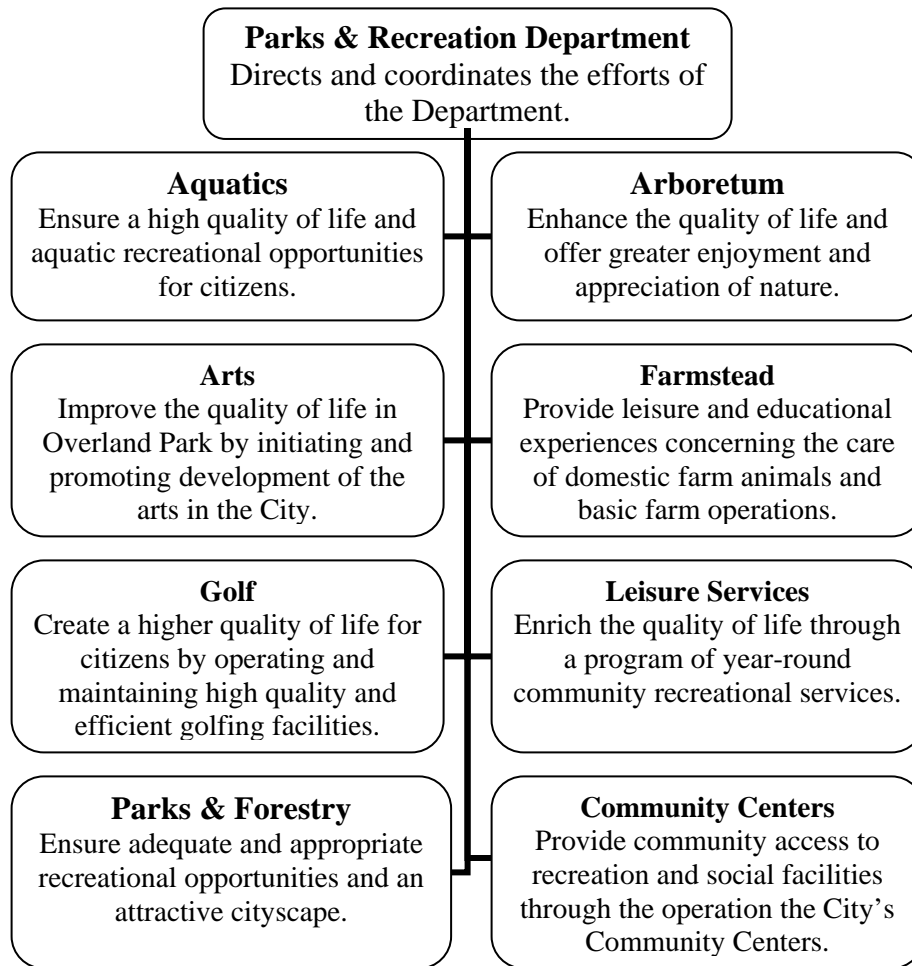 Parks & Recreation Department
Directs and coordinates the efforts of
the Department.
Aquatics
Ensure a high quality of life and
aquatic recreational opportunities
for citizens.
Arboretum
Enhance the quality of life and
offer greater enjoyment and
appreciation of nature.
Arts
Improve the quality of life in
Overland Park by initiating and
promoting development of the
arts in the City.
Farmstead
Provide leisure and educational
experiences concerning the care
of domestic farm animals and
basic farm operations.
Golf
Create a higher quality of life for
citizens by operating and
maintaining high quality and
efficient golfing facilities.
Leisure Services
Enrich the quality of life through
a program of year-round
community recreational services.
Parks & Forestry
Ensure adequate and appropriate
recreational opportunities and an
attractive cityscape.
Community Centers
Provide community access to
recreation and social facilities
through the operation the City's
Community Centers.